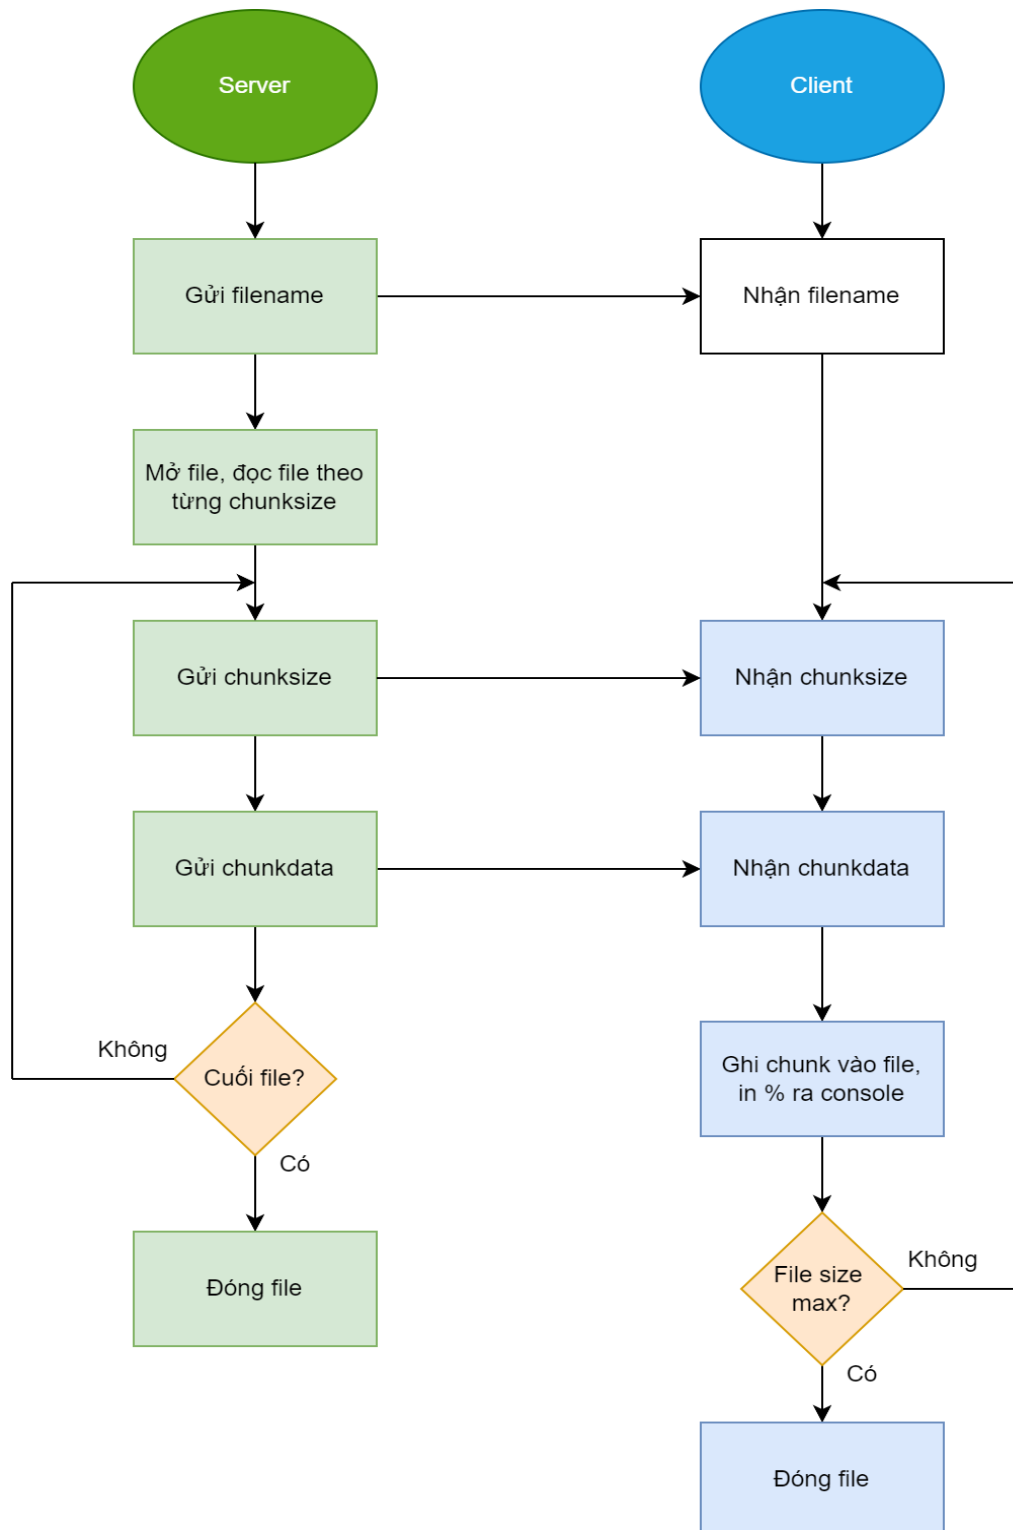 Server
Client
Gửi filename
Nhận filename
Mở file, đọc file theo
từng chunksize
Gửi chunksize
Nhận chunksize
Gửi chunkdata
Nhận chunkdata
Không
Cuối file?
Ghi chunk vào file,
in % ra console
Có
Đóng file
File size
max?
Không
Có
Đóng file